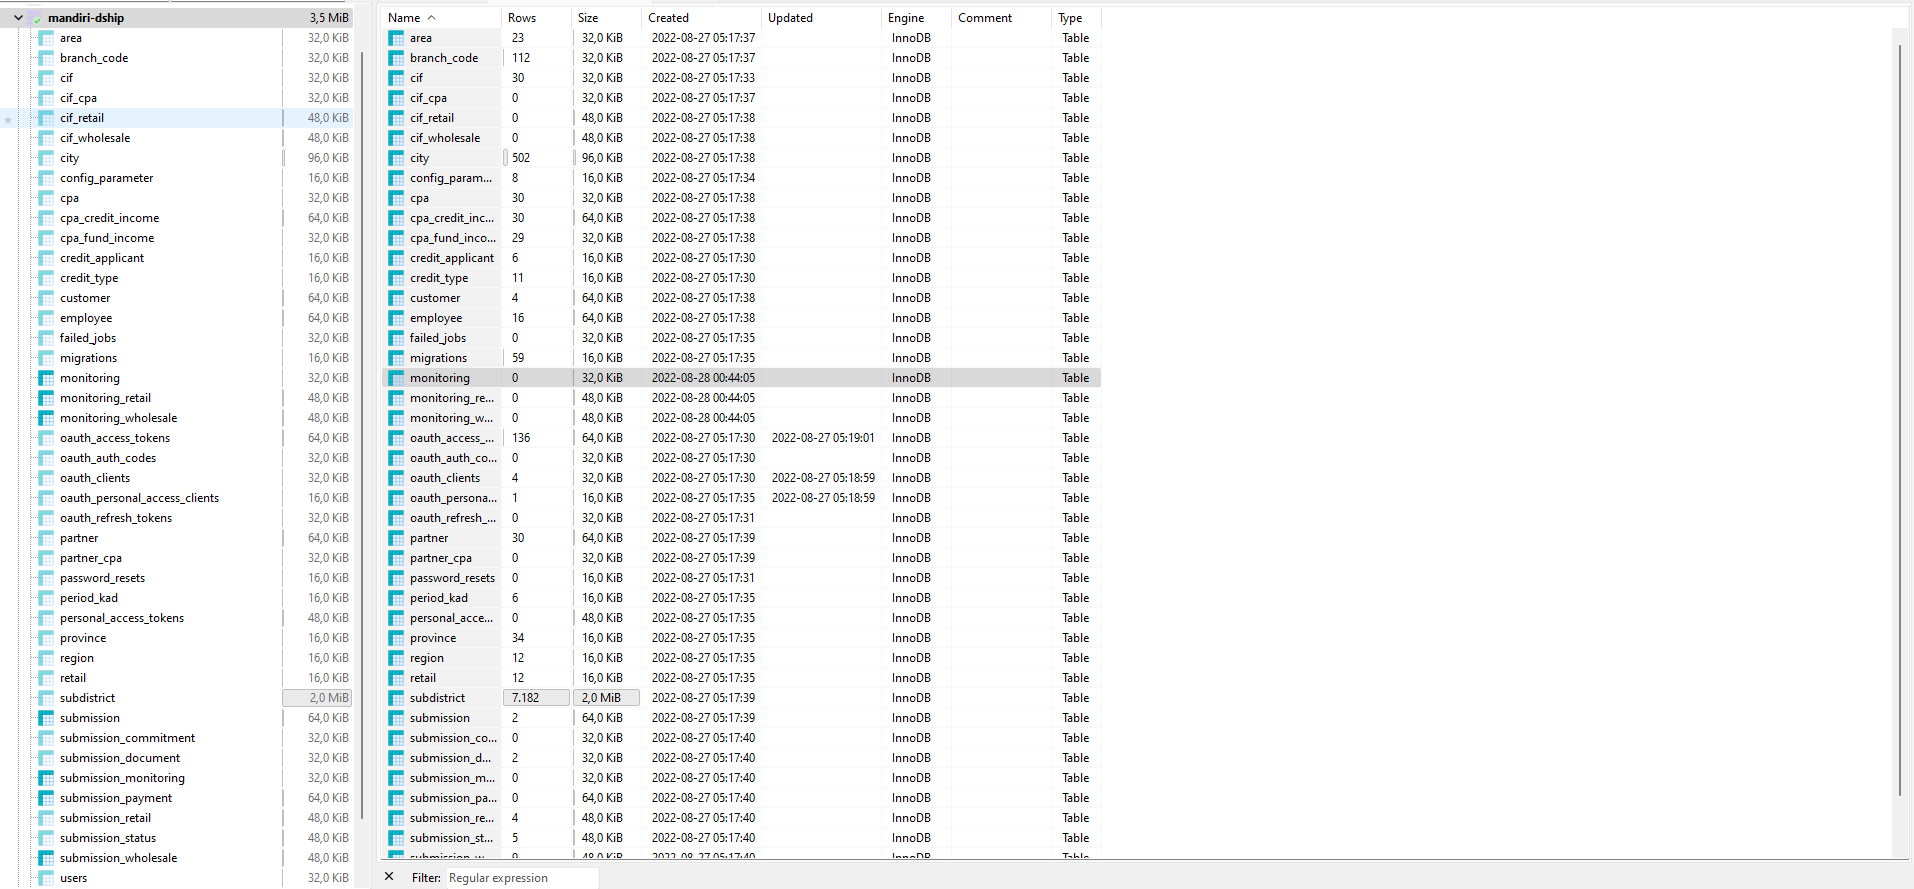 mandiri-dship 3,5 MiB
area 32,0 KiB
branch_code 32,0 KiB
cif 32,0 KiB
cif_cpa 32,0 KiB
cif_retail 48,0 KiB
cif_wholesale 48,0 KiB
city 96,0 KiB
config_parameter 16,0 KiB
cpa 32,0 KiB
cpa_credit_income 64,0 KiB
cpa_fund_income 32,0 KiB
credit_applicant 16,0 KiB
credit_type 16,0 KiB
customer 64,0 KiB
employee 64,0 KiB
failed_jobs 32,0 KiB
migrations 16,0 KiB
monitoring 32,0 KiB
monitoring_retail 48,0 KiB
monitoring_wholesale 48,0 KiB
oauth_access_tokens 64,0 KiB
oauth_auth_codes 32,0 KiB
oauth_clients 32,0 KiB
oauth_personal_access_clients 16,0 KiB
oauth_refresh_tokens 32,0 KiB
partner 64,0 KiB
partner_cpa 32,0 KiB
password_resets 16,0 KiB
period_kad 16,0 KiB
personal_access_tokens 48,0 KiB
province 16,0 KiB
region 16,0 KiB
retail 16,0 KiB
subdistrict 2,0 MiB
submission 64,0 KiB
submission_commitment 32,0 KiB
submission_document 32,0 KiB
submission_monitoring 32,0 KiB
submission_payment 64,0 KiB
submission_retail 48,0 KiB
submission_status 48,0 KiB
submission_wholesale 48,0 KiB
users 32,0 KiB
Name Rows Size Created Updated Engine Comment Type
area 23 32,0 KiB 2022-08-27 05:17:37 InnoDB Table
branch_code 112 32,0 KiB 2022-08-27 05:17:37 InnoDB Table
cif 30 32,0 KiB 2022-08-27 05:17:33 InnoDB Table
cif_cpa 0 32,0 KiB 2022-08-27 05:17:37 InnoDB Table
cif_retail 0 48,0 KiB 2022-08-27 05:17:38 InnoDB Table
cif_wholesale 0 48,0 KiB 2022-08-27 05:17:38 InnoDB Table
city 502 96,0 KiB 2022-08-27 05:17:38 InnoDB Table
config_param... 8 16,0 KiB 2022-08-27 05:17:34 InnoDB Table
cpa 30 32,0 KiB 2022-08-27 05:17:38 InnoDB Table
cpa_credit_inc... 30 64,0 KiB 2022-08-27 05:17:38 InnoDB Table
cpa_fund_inco... 29 32,0 KiB 2022-08-27 05:17:38 InnoDB Table
credit_applicant 6 16,0 KiB 2022-08-27 05:17:30 InnoDB Table
credit_type 11 16,0 KiB 2022-08-27 05:17:30 InnoDB Table
customer 4 64,0 KiB 2022-08-27 05:17:38 InnoDB Table
employee 16 64,0 KiB 2022-08-27 05:17:38 InnoDB Table
failed_jobs 0 32,0 KiB 2022-08-27 05:17:35 InnoDB Table
migrations 59 16,0 KiB 2022-08-27 05:17:35 InnoDB Table
monitoring 0 32,0 KiB 2022-08-28 00:44:05 InnoDB Table
monitoring_re... 0 48,0 KiB 2022-08-28 00:44:05 InnoDB Table
monitoring_w... 0 48,0 KiB 2022-08-28 00:44:05 InnoDB Table
oauth_access_... 136 64,0 KiB 2022-08-27 05:17:30 2022-08-27 05:19:01 InnoDB Table
oauth_auth_co... 0 32,0 KiB 2022-08-27 05:17:30 InnoDB Table
oauth_clients 4 32,0 KiB 2022-08-27 05:17:30 2022-08-27 05:18:59 InnoDB Table
oauth_persona... 1 16,0 KiB 2022-08-27 05:17:35 2022-08-27 05:18:59 InnoDB Table
oauth_refresh_... 0 32,0 KiB 2022-08-27 05:17:31 InnoDB Table
partner 30 64,0 KiB 2022-08-27 05:17:39 InnoDB Table
partner_cpa 0 32,0 KiB 2022-08-27 05:17:39 InnoDB Table
password_resets 0 16,0 KiB 2022-08-27 05:17:31 InnoDB Table
period_kad 6 16,0 KiB 2022-08-27 05:17:35 InnoDB Table
personal_acce... 0 48,0 KiB 2022-08-27 05:17:35 InnoDB Table
province 34 16,0 KiB 2022-08-27 05:17:35 InnoDB Table
region 12 16,0 KiB 2022-08-27 05:17:35 InnoDB Table
retail 12 16,0 KiB 2022-08-27 05:17:35 InnoDB Table
subdistrict 7.182 2,0 MiB 2022-08-27 05:17:39 InnoDB Table
submission 2 64,0 KiB 2022-08-27 05:17:39 InnoDB Table
submission_co... 0 32,0 KiB 2022-08-27 05:17:40 InnoDB Table
submission_d... 2 32,0 KiB 2022-08-27 05:17:40 InnoDB Table
submission_m... 0 32,0 KiB 2022-08-27 05:17:40 InnoDB Table
submission_pa... 0 64,0 KiB 2022-08-27 05:17:40 InnoDB Table
submission_re... 4 48,0 KiB 2022-08-27 05:17:40 InnoDB Table
submission_st... 5 48,0 KiB 2022-08-27 05:17:40 InnoDB Table
submission_w... 9 48,0 KiB 2022-08-27 05:17:40 InnoDB Table
Filter: Regular expression